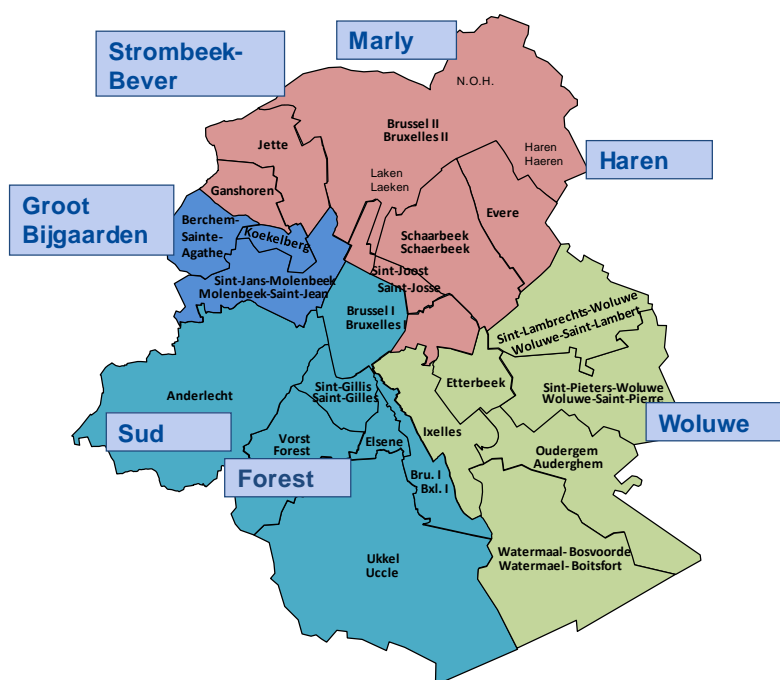 Marly
Strombeek-
Bever
N.O.H.
Brussel II
Bruxelles II
Jette
Haren
Haeren
Haren
Laken
Laeken
Ganshoren
Groot
Bijgaarden
Berchem-
Sainte-
Agathe
Koekelberg
Evere
Schaarbeek
Schaerbeek
Sint-Joost
Saint-Josse
Sint-Jans-Molenbeek
Molenbeek-Saint-Jean
Brussel I
Bruxelles I
Sint-Lambrechts-Woluwe
Woluwe-Saint-Lambert
Etterbeek
Sint-Gillis
Saint-Gilles
Anderlecht
Sint-Pieters-Woluwe
Woluwe-Saint-Pierre
Woluwe
Sud
Ixelles
Vorst
Forest
Elsene
Oudergem
Auderghem
Forest
Bru. I
Bxl. I
Watermaal- Bosvoorde
Watermael- Boitsfort
Ukkel
Uccle